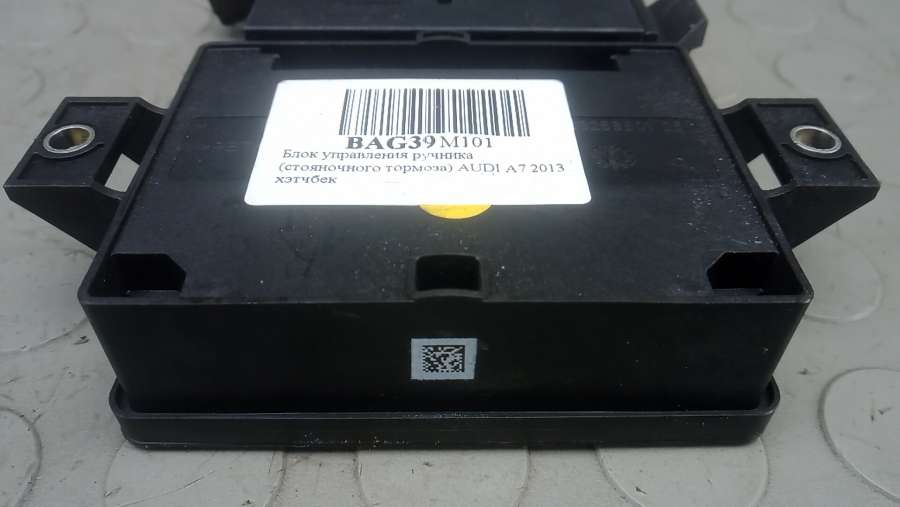 BAG39 M101
Блок управления ручника
(стояночного тормоза) AUDI A7 2013
хэтчбек